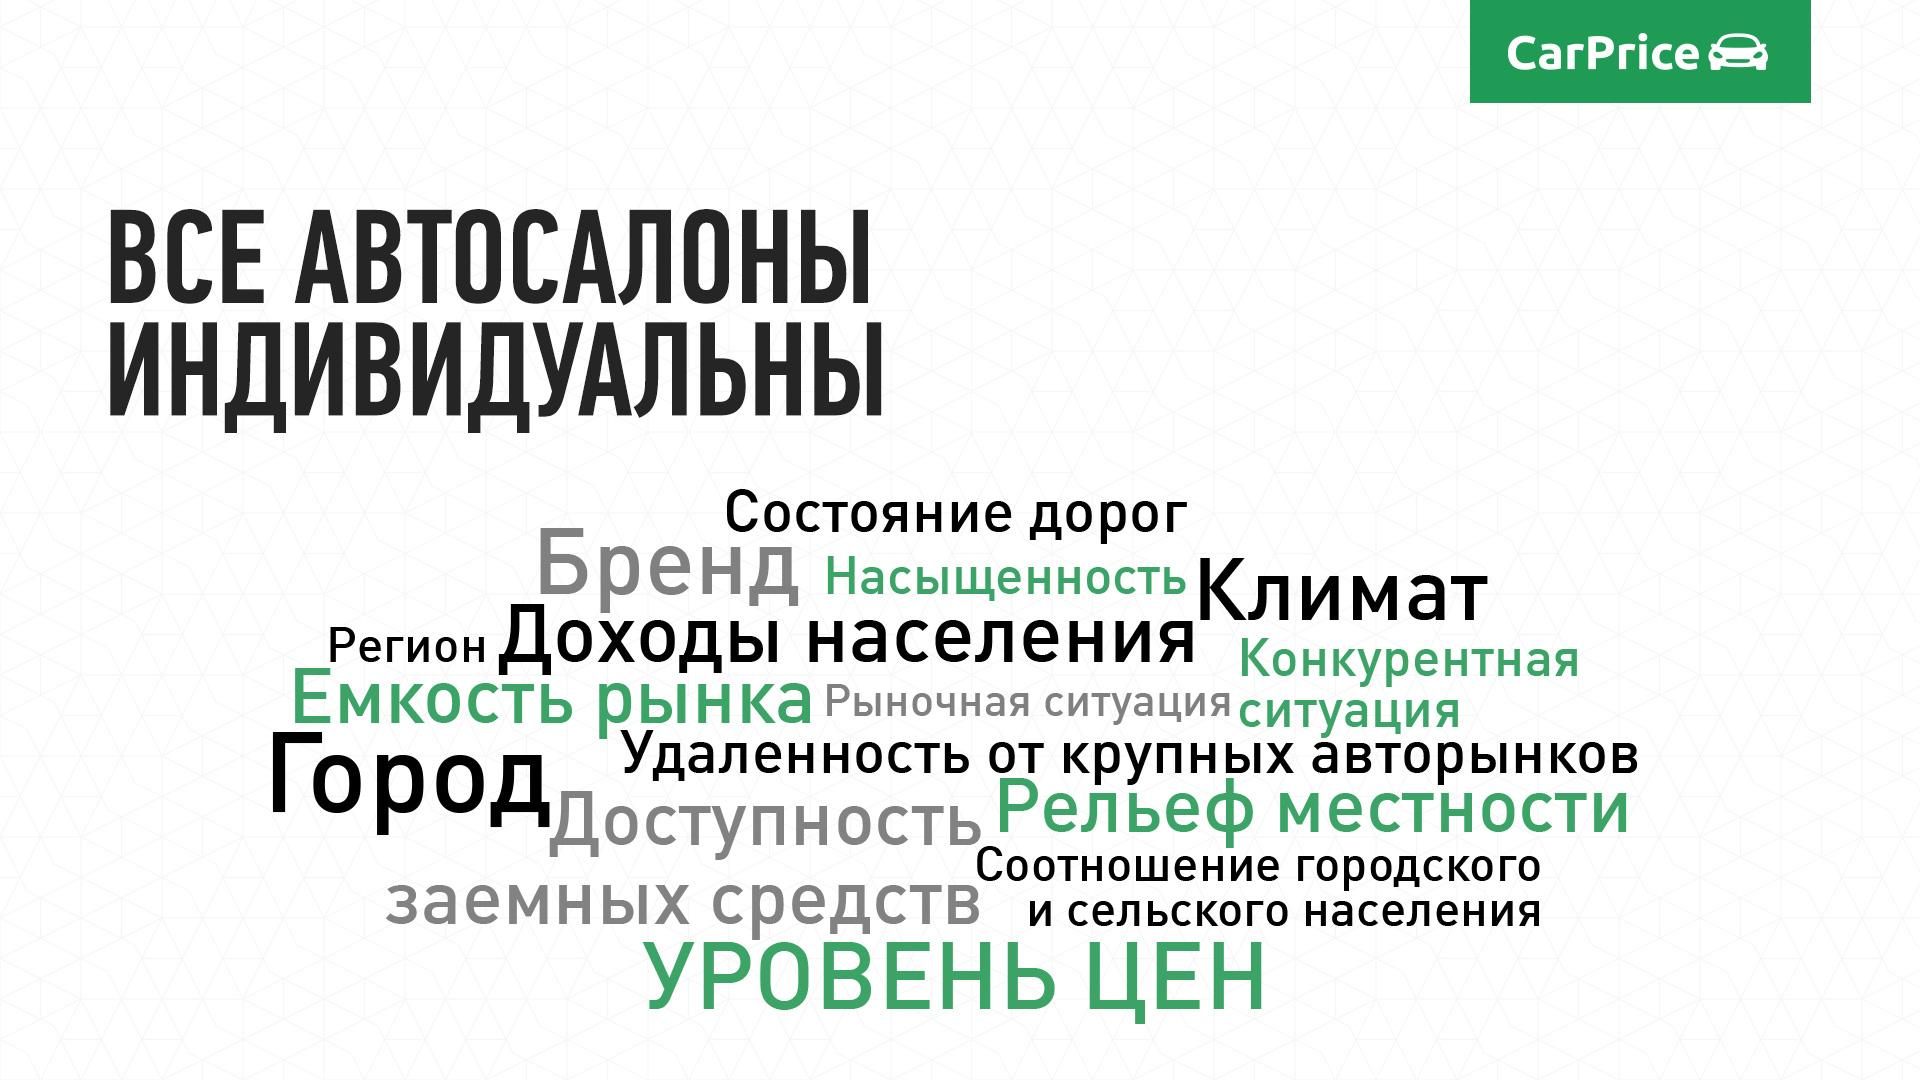 CarPrice
ВСЕ АВТОСАЛОНЫ
ИНДИВИДУАЛЬНЫ
Состояние дорог
Бренд
Насыщенность
Климат
Регион
Доходы населения
Конкурентная
ситуация
Емкость рынка
Рыночная ситуация
Город
Удаленность от крупных авторынков
Доступность
заемных средств
Рельеф местности
Соотношение городского
и сельского населения
УРОВЕНЬ ЦЕН